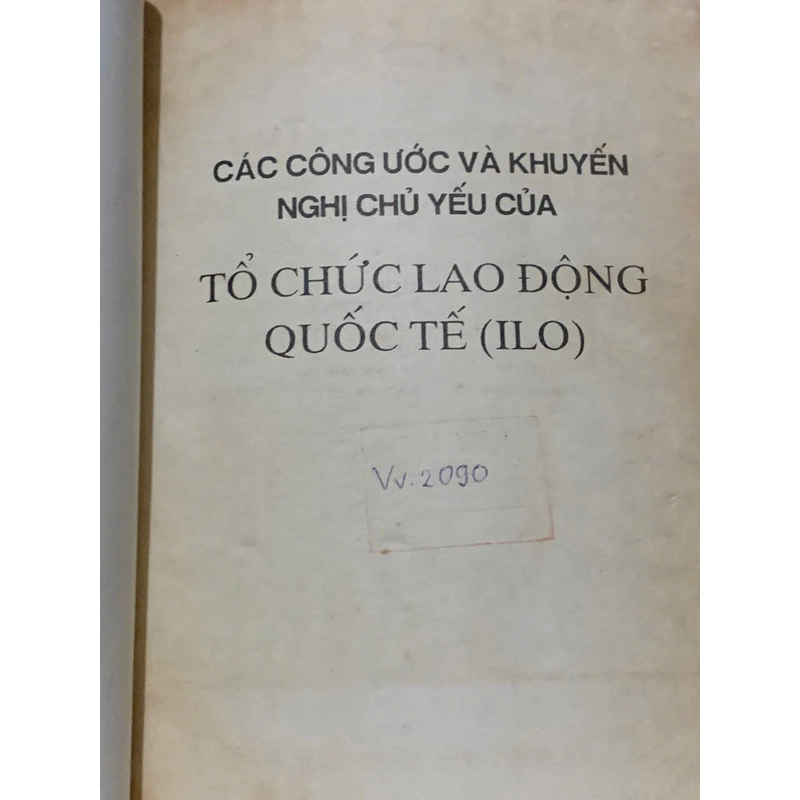 CÁC CÔNG ƯỚC VÀ KHUYẾN
NGHỊ CHỦ YẾU CỦA
TỔ CHỨC LAO ĐỘNG
QUỐC TẾ (ILO)
Vv.2090